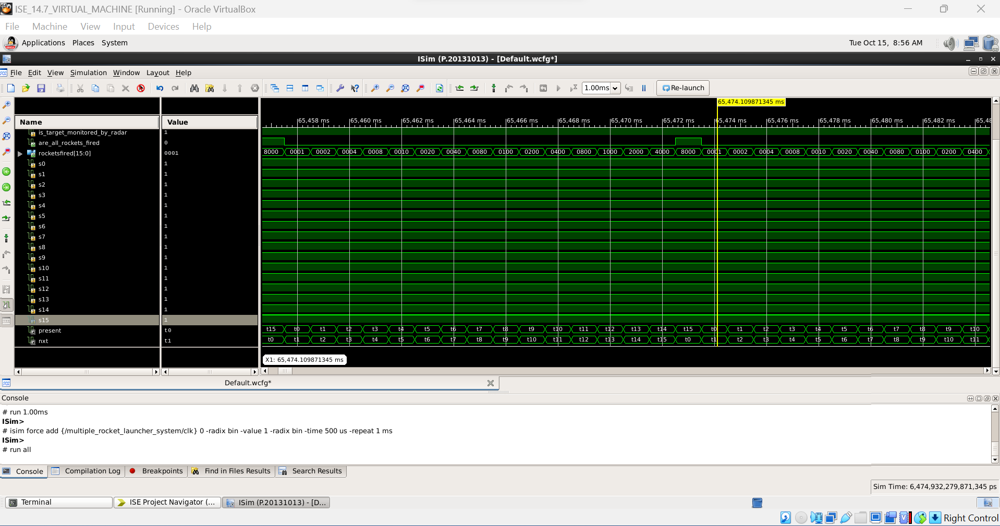 ISE_14.7_VIRTUAL_MACHINE [Running] - Oracle VirtualBox
File Machine View Input Devices Help
Applications Places System Tue Oct 15, 8:56 AM
ISim (P.20131013) - [Default.wcfg*]
File Edit View Simulation Window Layout Help
1.00ms Re-launch
65,474.109871345 ms
Name Value 65,458 ms 65,460 ms 65,462 ms 65,464 ms 65,466 ms 65,468 ms 65,470 ms 65,472 ms 65,474 ms 65,476 ms 65,478 ms 65,480 ms 65,482 ms 65,48
is_target_monitored_by_radar 1
are_all_rockets_fired 0
rocketsfired[15:0] 0001 8000 0001 0002 0004 0008 0010 0020 0040 0080 0100 0200 0400 0800 1000 2000 4000 8000 0001 0002 0004 0008 0010 0020 0040 0080 0100 0200 0400
s0 1
s1 1
s2 1
s3 1
s4 1
s5 1
s6 1
s7 1
s8 1
s9 1
s10 1
s11 1
s12 1
s13 1
s14 1
s15 1
present t0 t15 t0 t1 t2 t3 t4 t5 t6 t7 t8 t9 t10 t11 t12 t13 t14 t15 t0 t1 t2 t3 t4 t5 t6 t7 t8 t9 t10
nxt t1 t0 t1 t2 t3 t4 t5 t6 t7 t8 t9 t10 t11 t12 t13 t14 t15 t0 t1 t2 t3 t4 t5 t6 t7 t8 t9 t10 t11
X1: 65,474.109871345 ms
Default.wcfg*
Console
# run 1.00ms
ISim>
# isim force add {/multiple_rocket_launcher_system/clk} 0 -radix bin -value 1 -radix bin -time 500 us -repeat 1 ms
ISim>
# run all
Console Compilation Log Breakpoints Find in Files Results Search Results
Sim Time: 6,474,932,279,871,345 ps
Terminal ISE Project Navigator (... ISim (P.20131013) - [D...
Right Control